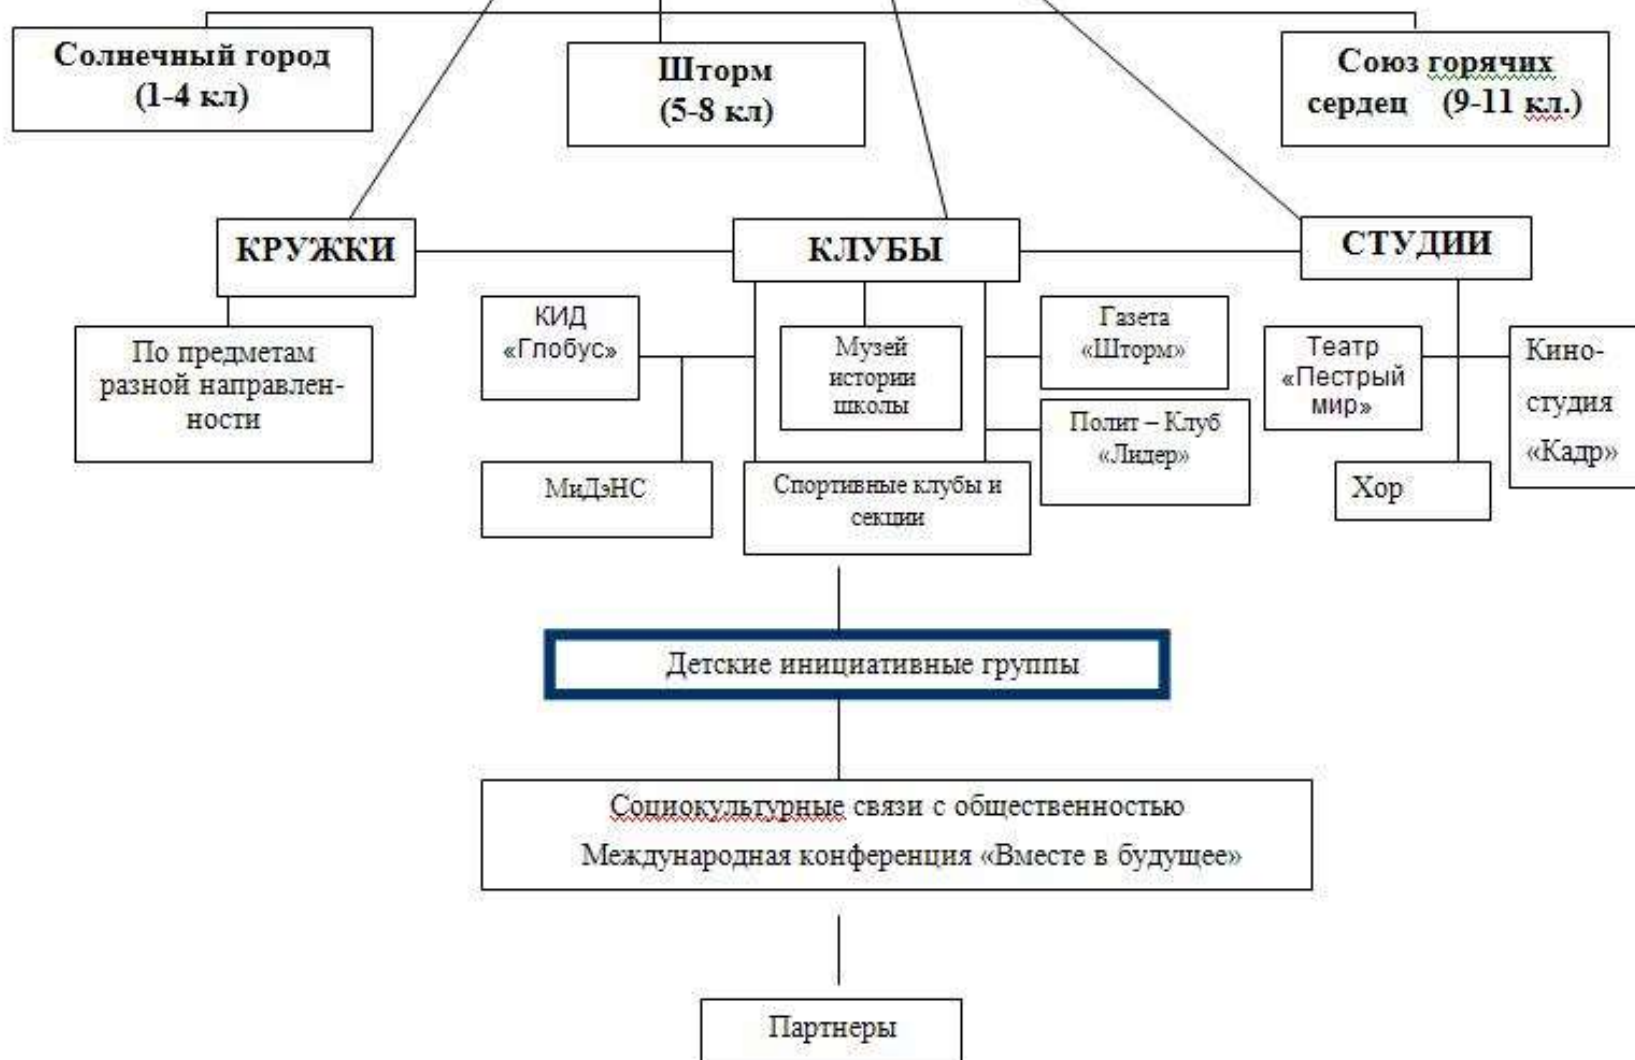 Солнечный город
(1-4 кл)
Шторм
(5-8 кл)
Союз горячих
сердец (9-11 кл.)
КРУЖКИ
КЛУБЫ
СТУДИИ
По предметам
разной направлен-
ности
КИД
«Глобус»
МиДэНС
Музей
истории
школы
Спортивные клубы и
секции
Газета
«Шторм»
Полит – Клуб
«Лидер»
Театр
«Пестрый
мир»
Хор
Кино-
студия
«Кадр»
Детские инициативные группы
Социокультурные связи с общественностью
Международная конференция «Вместе в будущее»
Партнеры